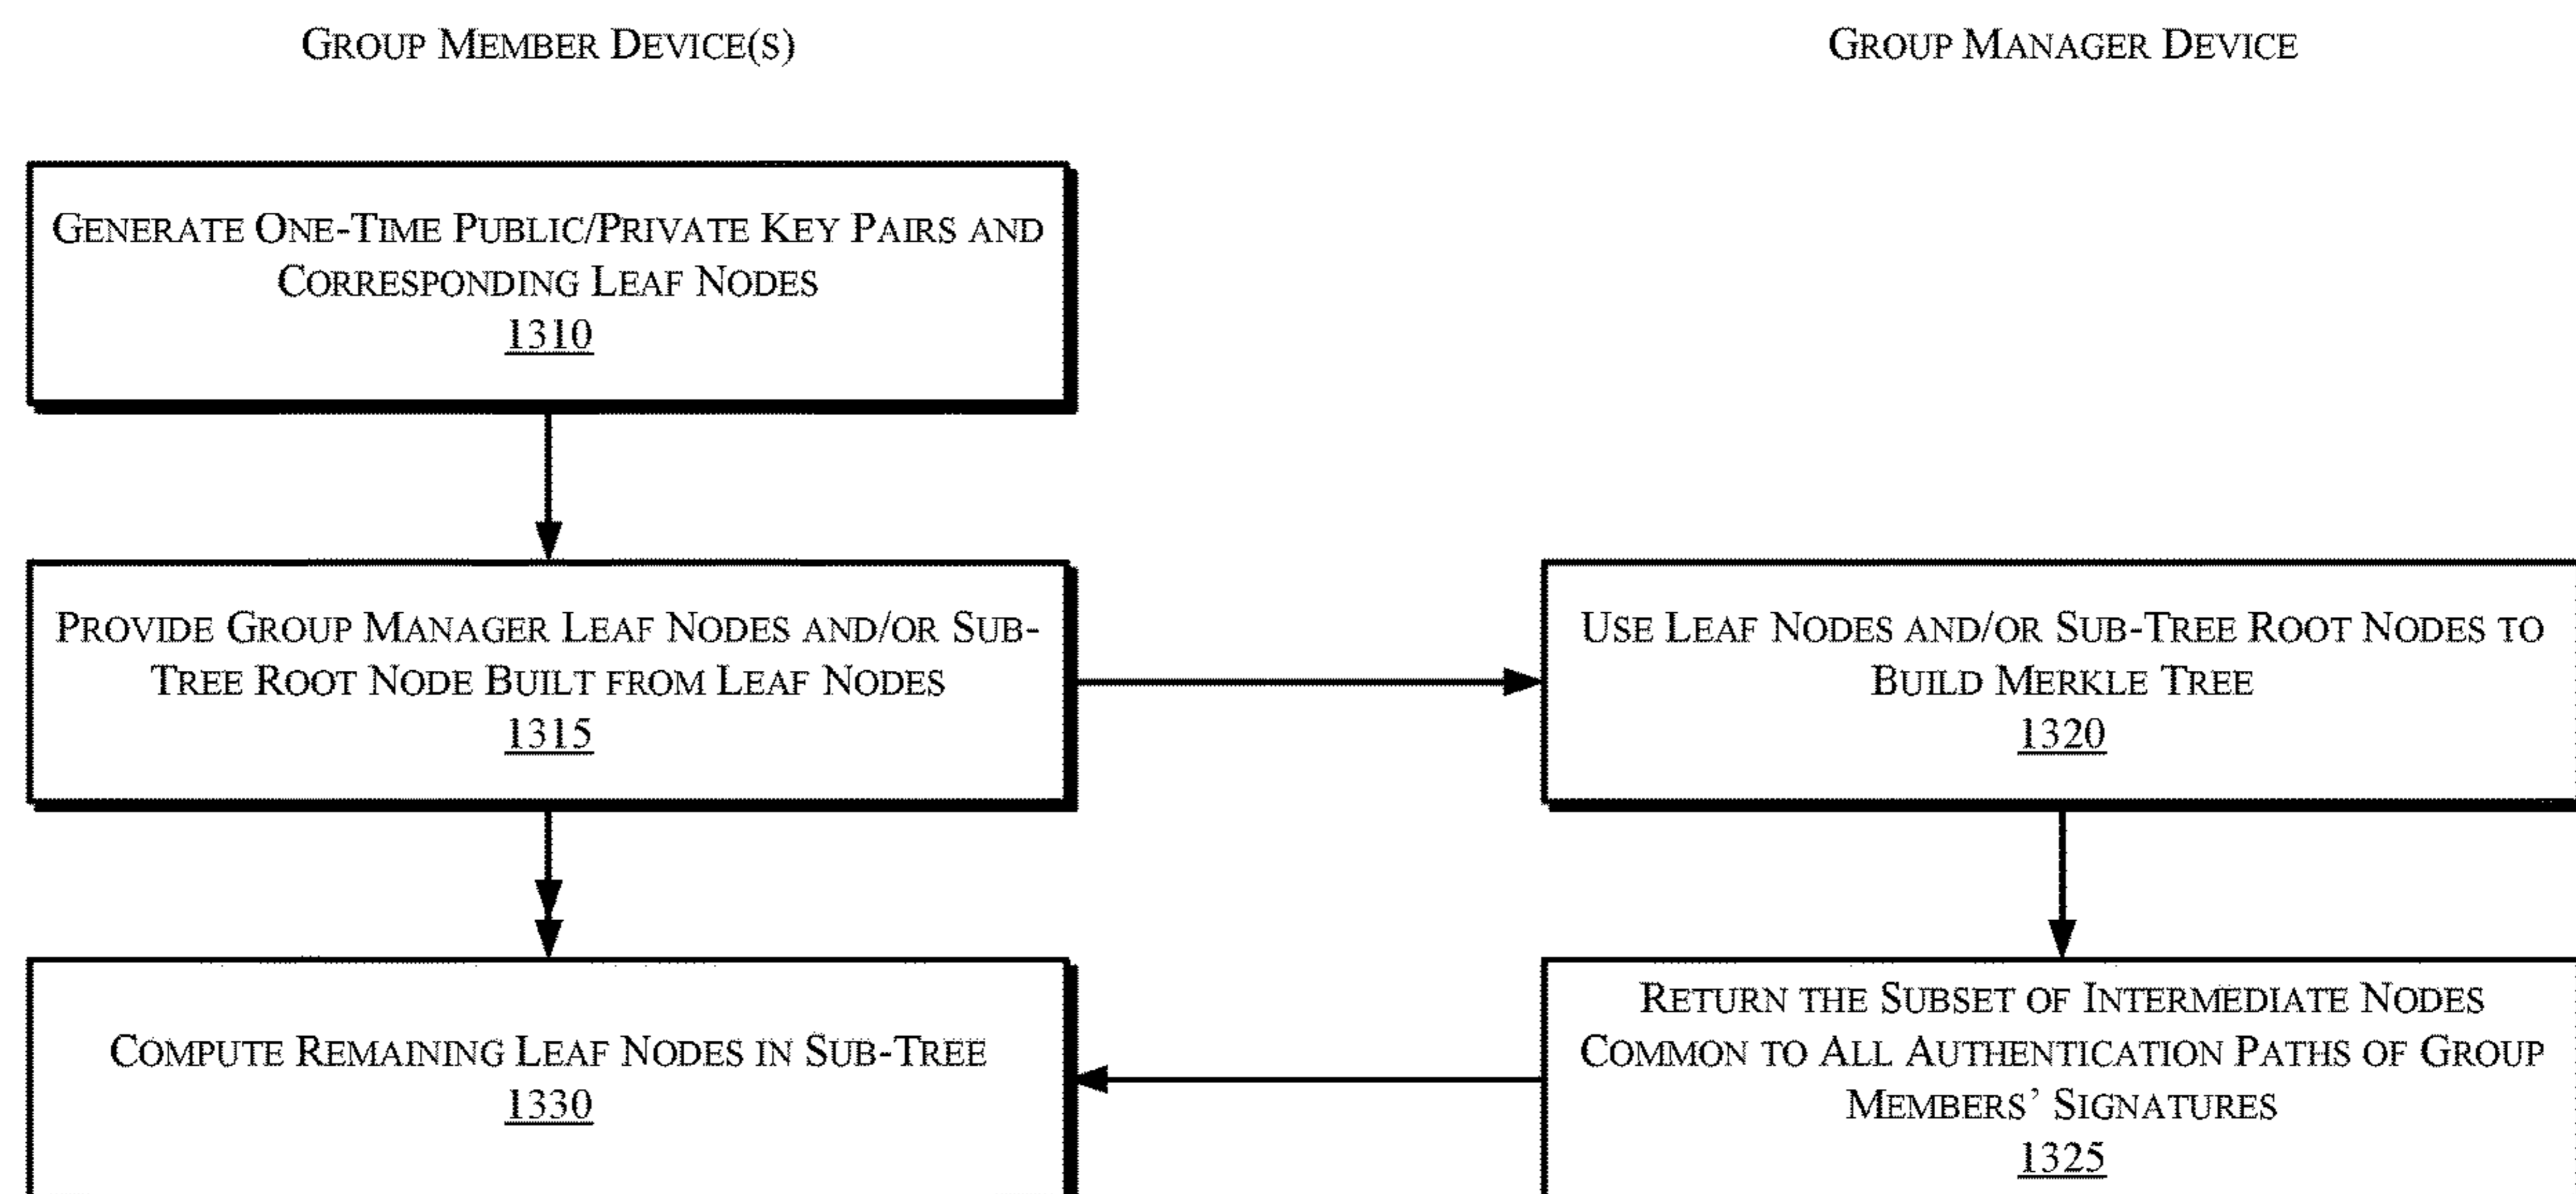 GROUP MEMBER DEVICE(S)
GROUP MANAGER DEVICE
GENERATE ONE-TIME PUBLIC/PRIVATE KEY PAIRS AND
CORRESPONDING LEAF NODES
1310
PROVIDE GROUP MANAGER LEAF NODES AND/OR SUB-
TREE ROOT NODE BUILT FROM LEAF NODES
1315
USE LEAF NODES AND/OR SUB-TREE ROOT NODES TO
BUILD MERKLE TREE
1320
COMPUTE REMAINING LEAF NODES IN SUB-TREE
1330
RETURN THE SUBSET OF INTERMEDIATE NODES
COMMON TO ALL AUTHENTICATION PATHS OF GROUP
MEMBERS' SIGNATURES
1325